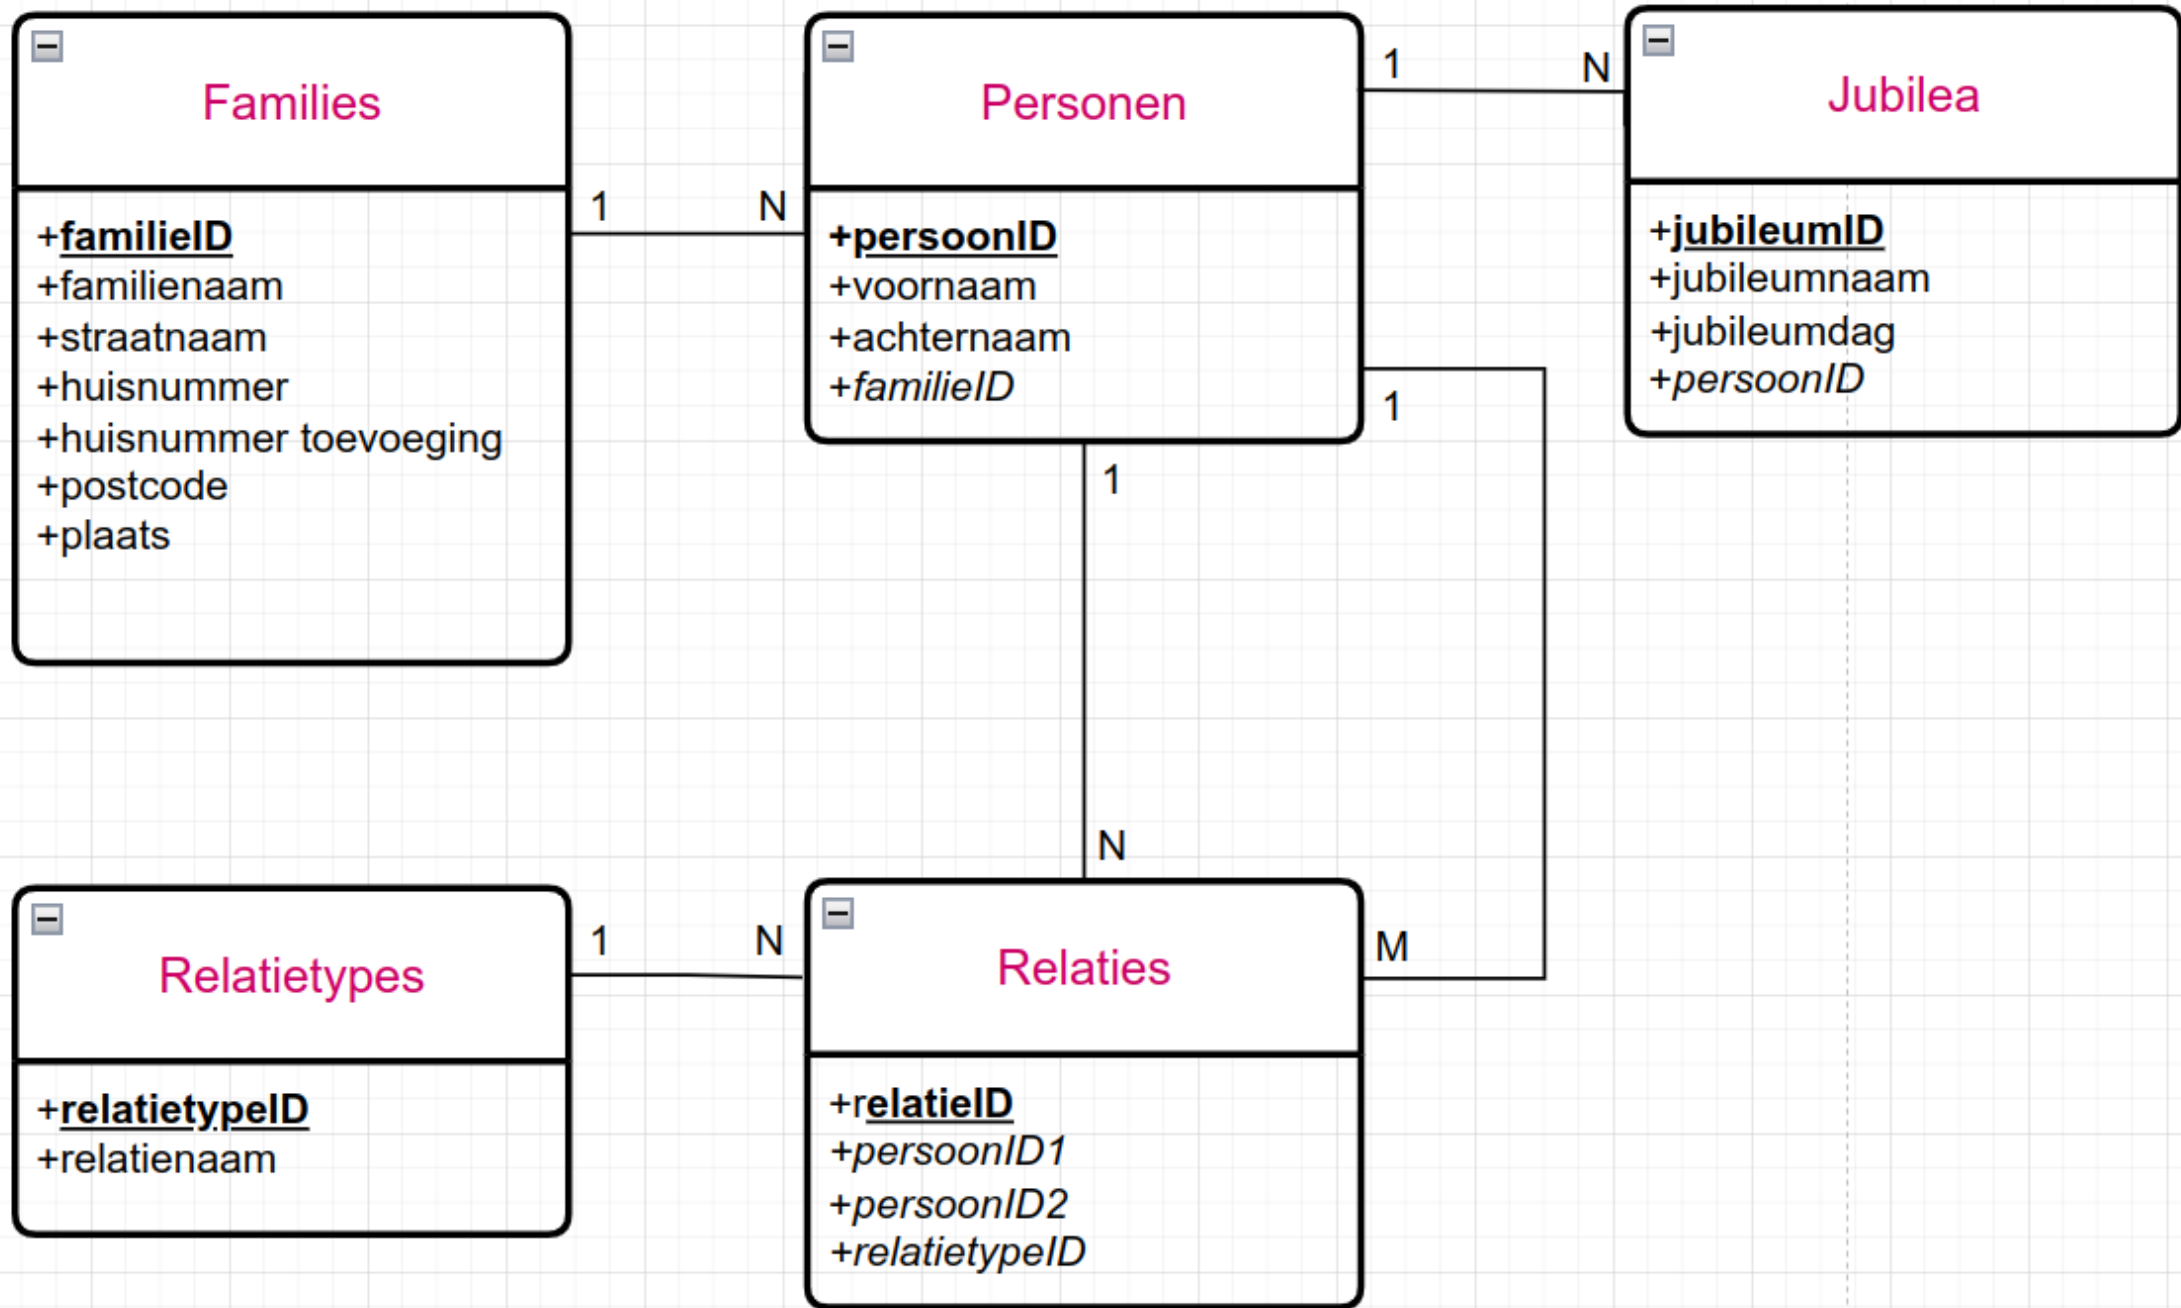 Families
+familieID
+familienaam
+straatnaam
+huisnummer
+huisnummer toevoeging
+postcode
+plaats
1 N
Personen
+persoonID
+voornaam
+achternaam
+familieID
1 N
Jubilea
+jubileumID
+jubileumnaam
+jubileumdag
+persoonID
1
1
N
M
Relatietypes
+relatietypeID
+relatienaam
1 N
Relaties
+relatieID
+persoonID1
+persoonID2
+relatietypeID